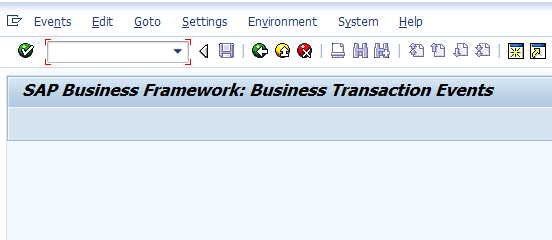 Events Edit Goto Settings Environment System Help
SAP Business Framework: Business Transaction Events